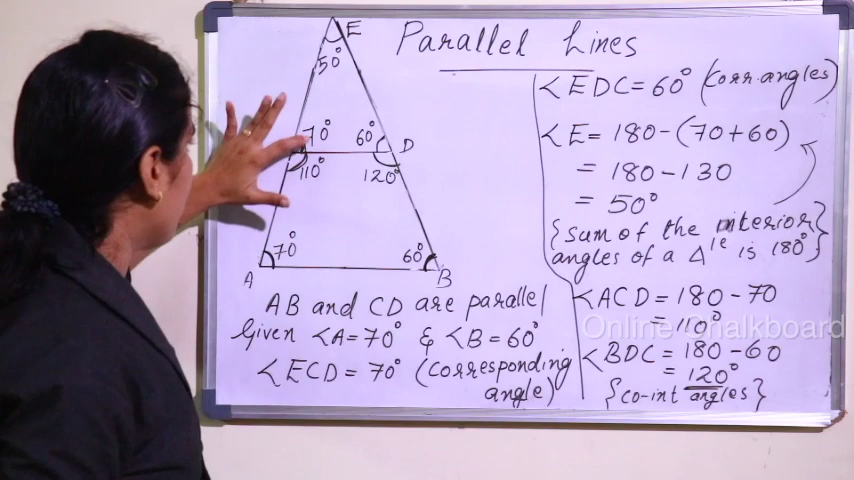 Parallel Lines
E
50°
70° 60° D
110° 120°
70° 60°
A B
AB and CD are parallel
Given ∠A = 70° & ∠B = 60°
∠ECD = 70° (corresponding
angle)
∠EDC = 60° (corr. angles)
∠E = 180 - (70 + 60)
= 180 - 130
= 50°
{sum of the interior
angles of a Δle is 180°}
∠ACD = 180 - 70
= 110°
∠BDC = 180 - 60
= 120°
{co-int angles}
Online Chalkboard